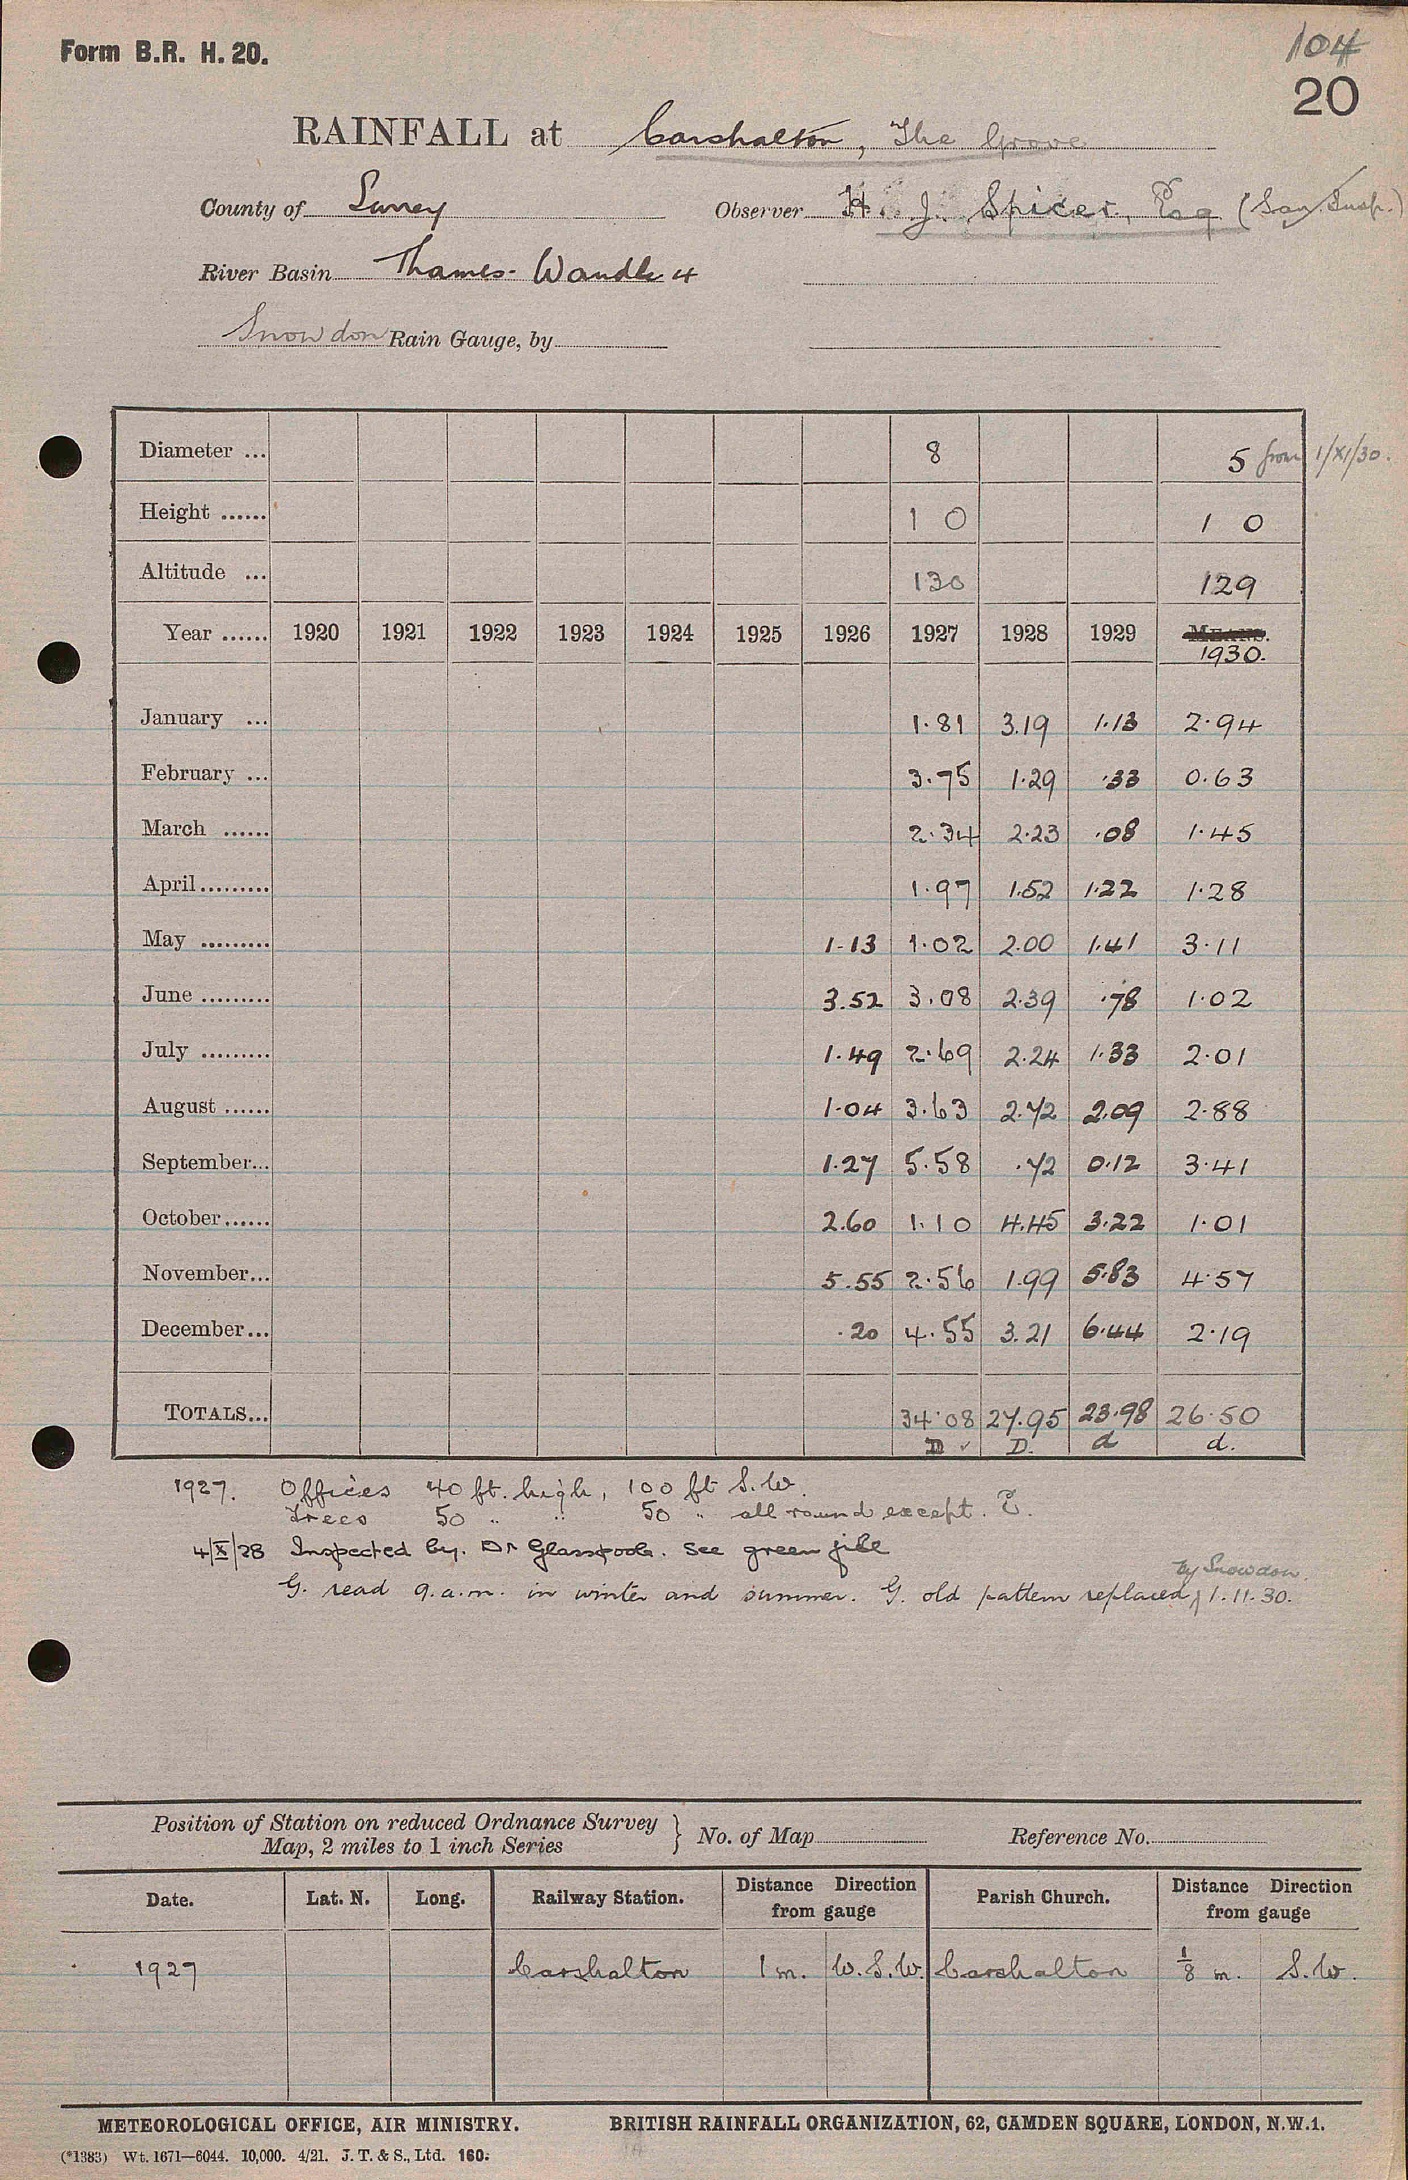 Form B.R. H. 20.
104
20
RAINFALL at Carshalton, The Grove
County of Surrey Observer H. J. Spicer, Esq (San. Insp.)
River Basin Thames-Wandle 4
Snowdon Rain Gauge, by
Diameter ... 8 5 from 1/XI/30.
Height ...... 1 0 1 0
Altitude ... 130 129
Year ...... 1920 1921 1922 1923 1924 1925 1926 1927 1928 1929 MEANS.
1930.
January ... 1.81 3.19 1.13 2.94
February ... 3.75 1.29 .33 0.63
March ...... 2.34 2.23 .08 1.45
April ......... 1.97 1.52 1.22 1.28
May ......... 1.13 1.02 2.00 1.41 3.11
June ......... 3.52 3.08 2.39 .78 1.02
July ......... 1.49 2.69 2.24 1.33 2.01
August ...... 1.04 3.63 2.72 2.09 2.88
September... 1.27 5.58 .72 0.12 3.41
October...... 2.60 1.10 4.45 3.22 1.01
November... 5.55 2.56 1.99 5.83 4.57
December... .20 4.55 3.21 6.44 2.19
TOTALS... 34.08 27.95 23.98 26.50
D ✓ D. d d.
1927. Offices 40 ft. high, 100 ft S.W.
Trees 50 " " 50 " all round except. E.
4/X/28 Inspected by. Dr Glasspoole. See green file
by Snowdon.
G. read 9.a.m. in winter and summer. G. old pattern replaced 1.11.30.
Position of Station on reduced Ordnance Survey
Map, 2 miles to 1 inch Series } No. of Map Reference No.
Date. Lat. N. Long. Railway Station. Distance Direction from gauge Parish Church. Distance Direction from gauge
1927 Carshalton 1 m. W.S.W. Carshalton 1/8 m. S.W.
METEOROLOGICAL OFFICE, AIR MINISTRY. BRITISH RAINFALL ORGANIZATION, 62, CAMDEN SQUARE, LONDON, N.W.1.
(*1383) Wt. 1671—6044. 10,000. 4/21. J. T. & S., Ltd. 160.